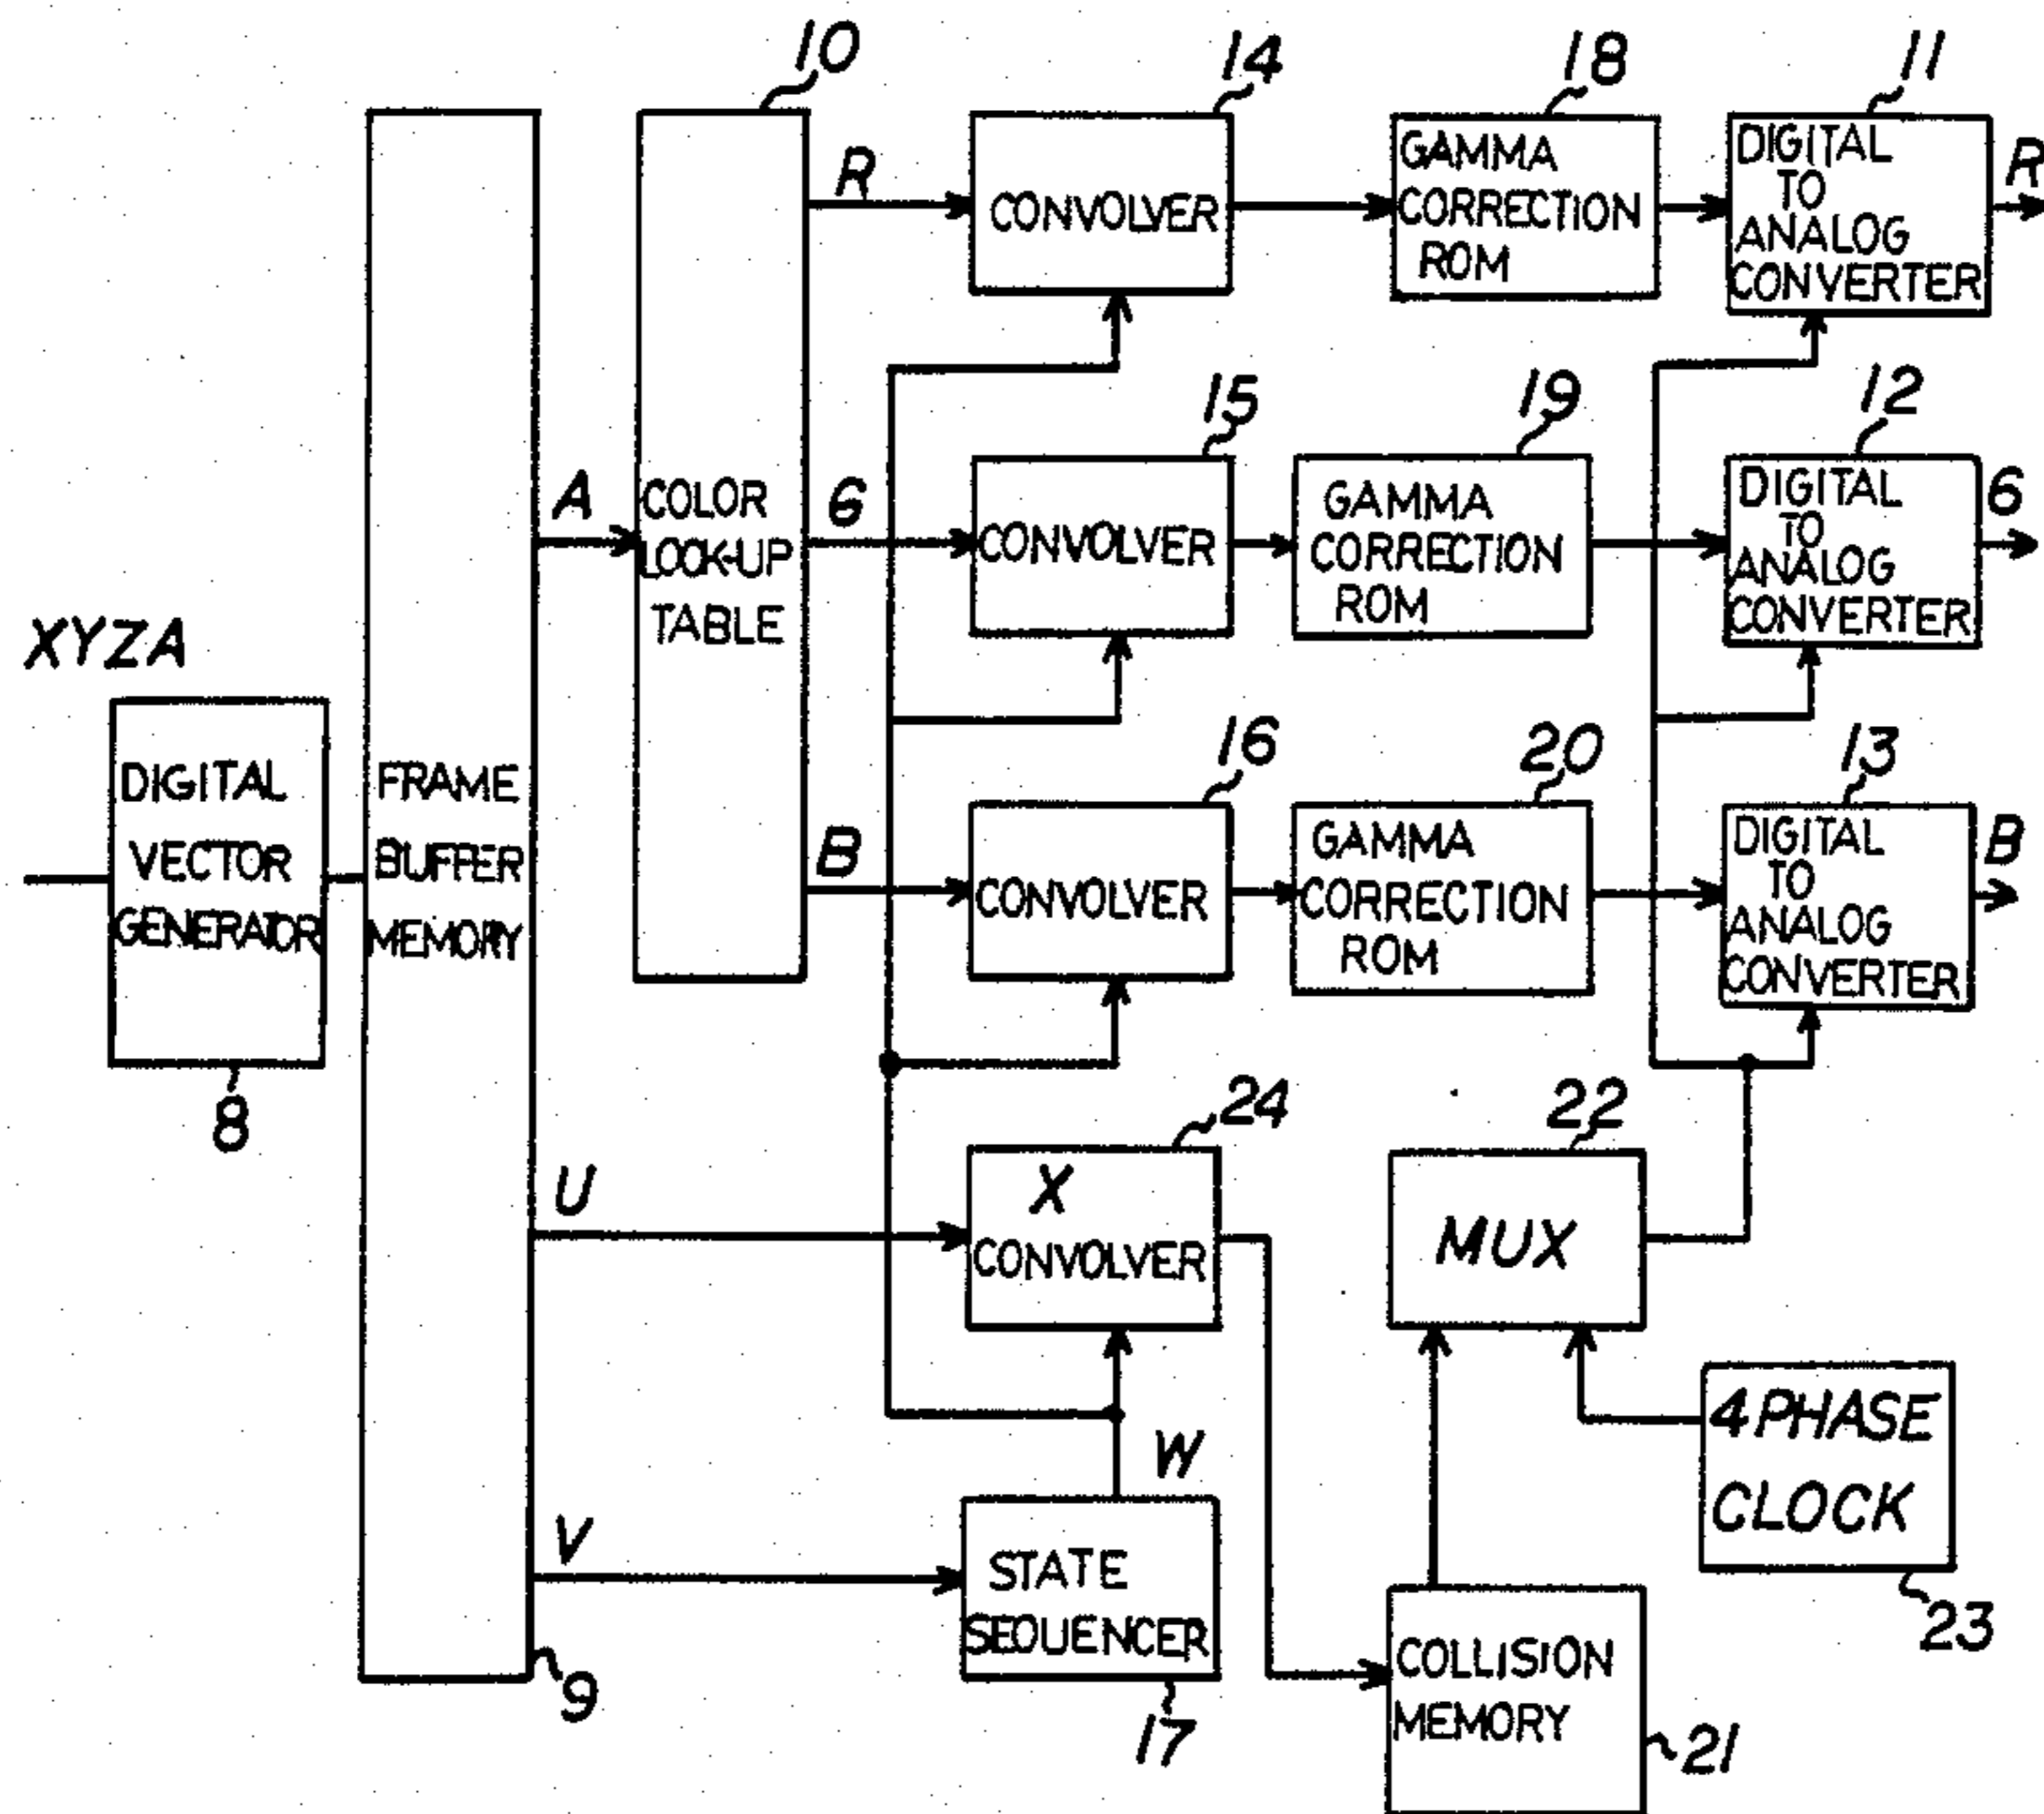 10
14
18
11
R
CONVOLVER
GAMMA
CORRECTION
ROM
DIGITAL
TO
ANALOG
CONVERTER
R
15
19
12
A
COLOR
LOOK-UP
TABLE
G
CONVOLVER
GAMMA
CORRECTION
ROM
DIGITAL
TO
ANALOG
CONVERTER
G
XYZA
DIGITAL
VECTOR
GENERATOR
8
FRAME
BUFFER
MEMORY
9
16
20
13
B
CONVOLVER
GAMMA
CORRECTION
ROM
DIGITAL
TO
ANALOG
CONVERTER
B
24
22
U
X
CONVOLVER
MUX
4 PHASE
CLOCK
23
W
V
STATE
SEQUENCER
17
COLLISION
MEMORY
21